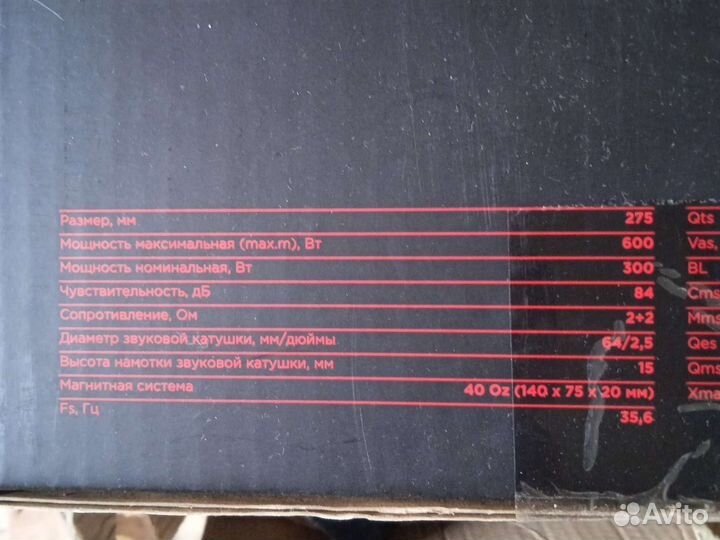 Размер, мм 275 Qts
Мощность максимальная (max.m), Вт 600 Vas,
Мощность номинальная, Вт 300 BL
Чувствительность, дБ 84 Cms
Сопротивление, Ом 2+2 Mms
Диаметр звуковой катушки, мм/дюймы 64/2,5 Qes
Высота намотки звуковой катушки, мм 15 Qms
Магнитная система 40 Oz (140 x 75 x 20 мм) Xma
Fs, Гц 35,6
Avito